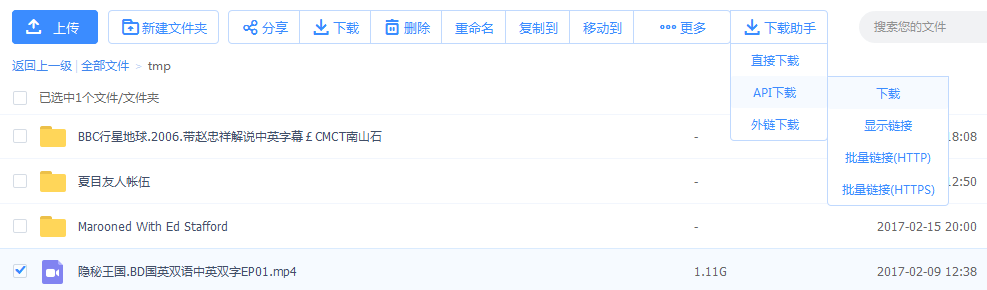 上传 新建文件夹 分享 下载 删除 重命名 复制到 移动到 更多 下载助手 搜索您的文件
返回上一级 | 全部文件 > tmp
直接下载
已选中1个文件/文件夹
API下载 下载
外链下载 显示链接
BBC行星地球.2006.带赵忠祥解说中英字幕￡CMCT南山石 - 18:08
批量链接(HTTP)
夏目友人帐伍 - 12:50
批量链接(HTTPS)
Marooned With Ed Stafford - 2017-02-15 20:00
隐秘王国.BD国英双语中英双字EP01.mp4 1.11G 2017-02-09 12:38